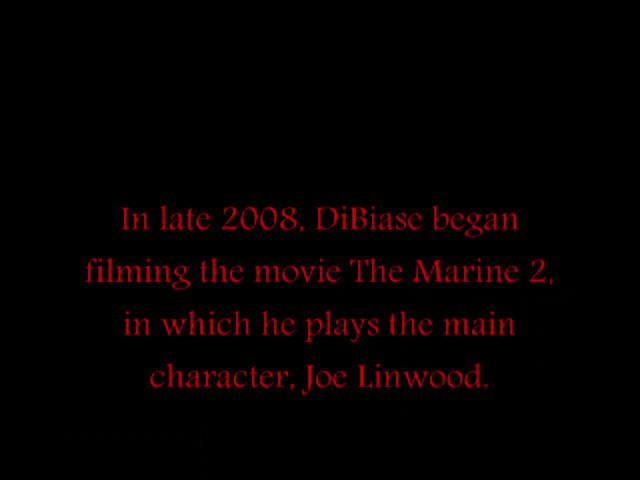 In late 2008, DiBiase began
filming the movie The Marine 2,
in which he plays the main
character, Joe Linwood.